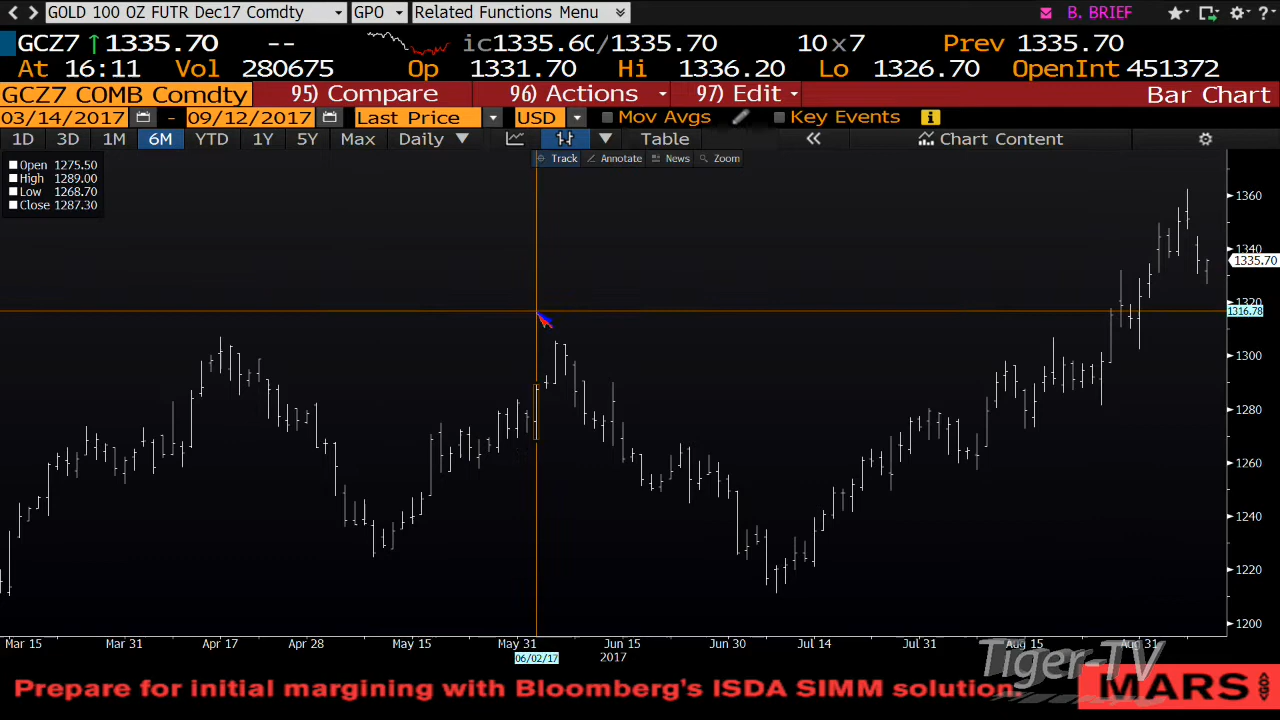 GOLD 100 OZ FUTR Dec17 Comdty GPO Related Functions Menu B. BRIEF ?
GCZ7 ↑ 1335.70 -- ic1335.60/1335.70 10x7 Prev 1335.70
At 16:11 Vol 280675 Op 1331.70 Hi 1336.20 Lo 1326.70 OpenInt 451372
GCZ7 COMB Comdty 95) Compare 96) Actions 97) Edit Bar Chart
03/14/2017 - 09/12/2017 Last Price USD Mov Avgs Key Events i
1D 3D 1M 6M YTD 1Y 5Y Max Daily Table « Chart Content
Track Annotate News Zoom
Open 1275.50
High 1289.00
Low 1268.70
Close 1287.30
1360
1340
1335.70
1320
1316.78
1300
1280
1260
1240
1220
1200
Mar 15 Mar 31 Apr 17 Apr 28 May 15 May 31 Jun 15 Jun 30 Jul 14 Jul 31 Aug 15 Aug 31
06/02/17 2017
Tiger-TV
Prepare for initial margining with Bloomberg's ISDA SIMM solution. MARS